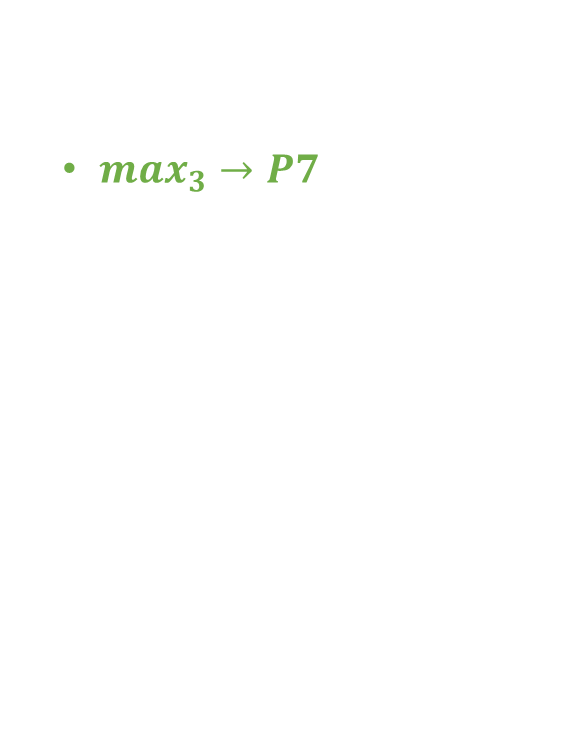 • max₃ → P7